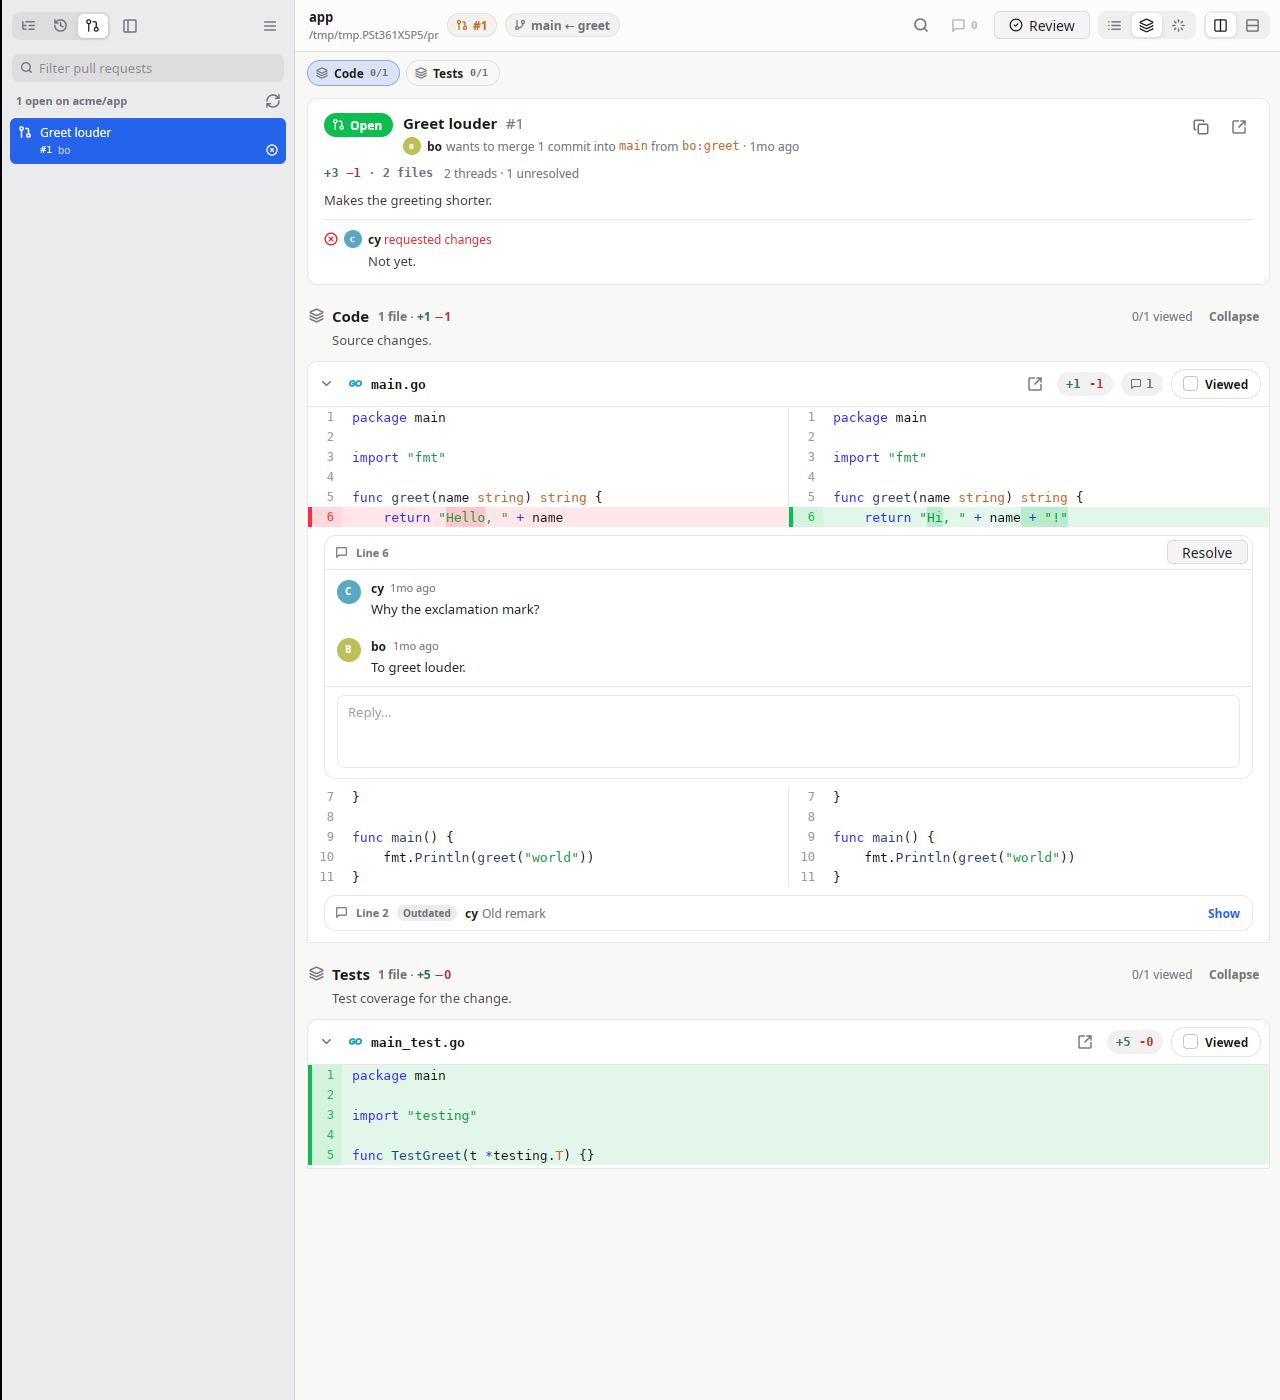 Filter pull requests
1 open on acme/app
Greet louder
#1 bo
app
/tmp/tmp.PSt361X5P5/pr
#1
main ← greet
0
Review
Code 0/1
Tests 0/1
Open
Greet louder #1
B bo wants to merge 1 commit into main from bo:greet · 1mo ago
+3 −1 · 2 files 2 threads · 1 unresolved
Makes the greeting shorter.
C cy requested changes
Not yet.
Code 1 file · +1 −1
0/1 viewed Collapse
Source changes.
GO main.go
+1 -1
1
Viewed
1 package main
2
3 import "fmt"
4
5 func greet(name string) string {
6 return "Hello, " + name
1 package main
2
3 import "fmt"
4
5 func greet(name string) string {
6 return "Hi, " + name + "!"
Line 6
Resolve
C cy 1mo ago
Why the exclamation mark?
B bo 1mo ago
To greet louder.
Reply...
7 }
8
9 func main() {
10 fmt.Println(greet("world"))
11 }
7 }
8
9 func main() {
10 fmt.Println(greet("world"))
11 }
Line 2 Outdated cy Old remark
Show
Tests 1 file · +5 −0
0/1 viewed Collapse
Test coverage for the change.
GO main_test.go
+5 -0
Viewed
1 package main
2
3 import "testing"
4
5 func TestGreet(t *testing.T) {}